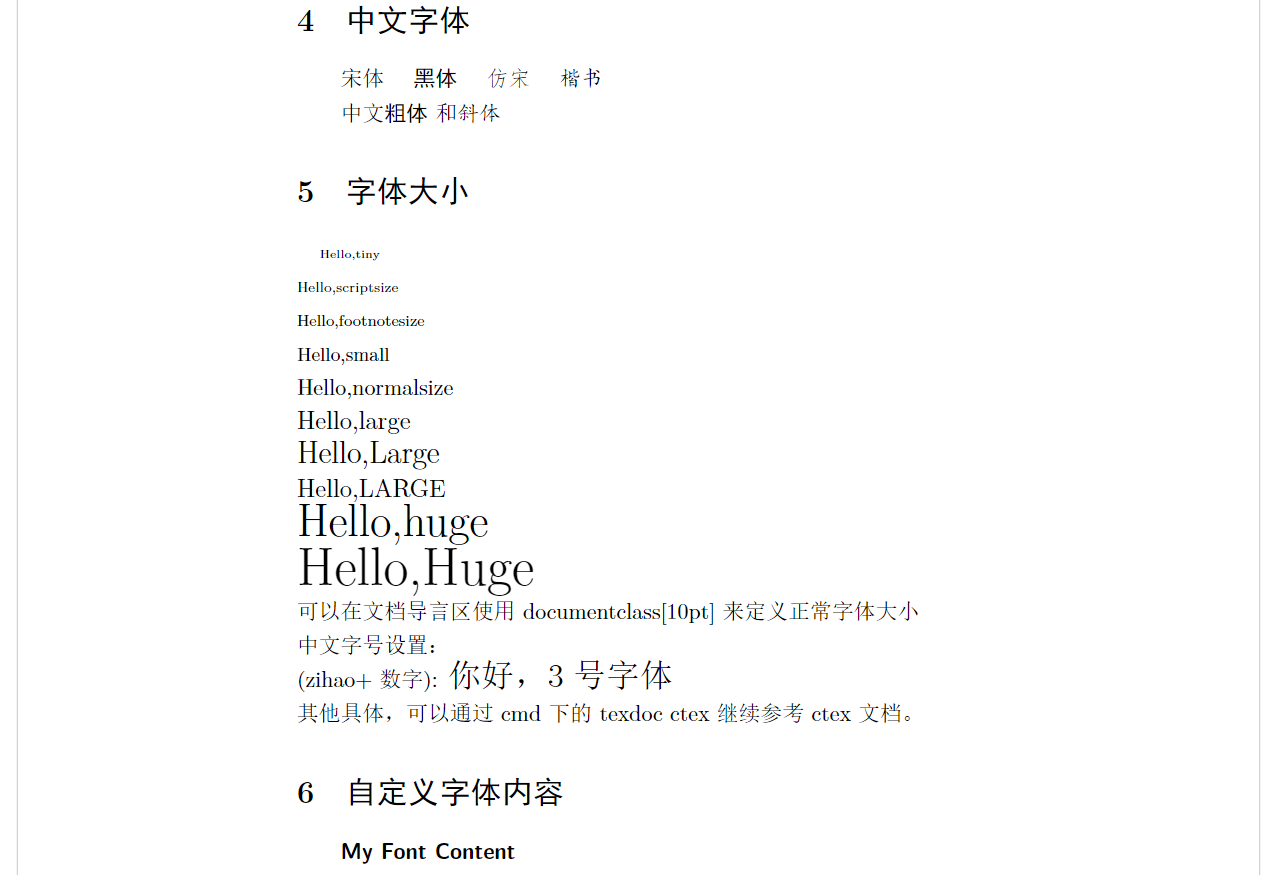 4 中文字体
宋体 黑体 仿宋 楷书
中文粗体 和斜体
5 字体大小
Hello,tiny
Hello,scriptsize
Hello,footnotesize
Hello,small
Hello,normalsize
Hello,large
Hello,Large
Hello,LARGE
Hello,huge
Hello,Huge
可以在文档导言区使用 documentclass[10pt] 来定义正常字体大小
中文字号设置：
(zihao+ 数字): 你好，3 号字体
其他具体，可以通过 cmd 下的 texdoc ctex 继续参考 ctex 文档。
6 自定义字体内容
My Font Content